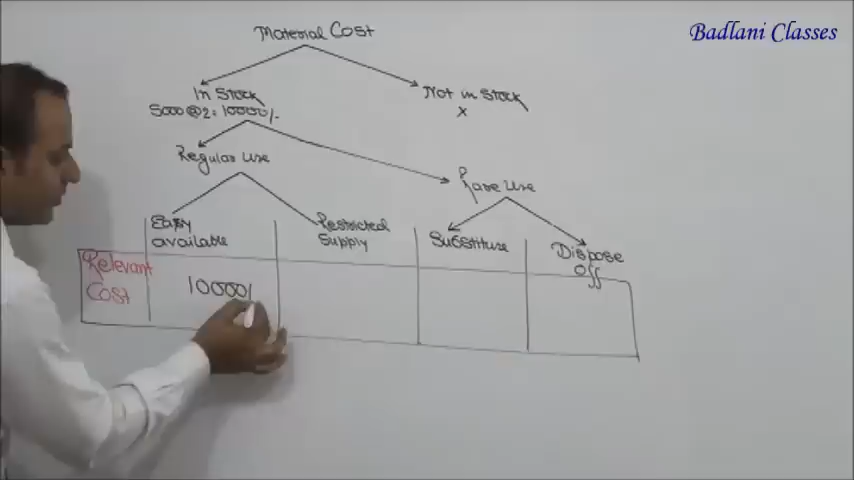 Badlani Classes
Material Cost
In Stock
5000 @ 2 = 10000/-
Not in Stock
x
Regular Use
Rare Use
Easy
available
Restricted
Supply
Substitute
Dispose
Off
Relevant
Cost
10000/